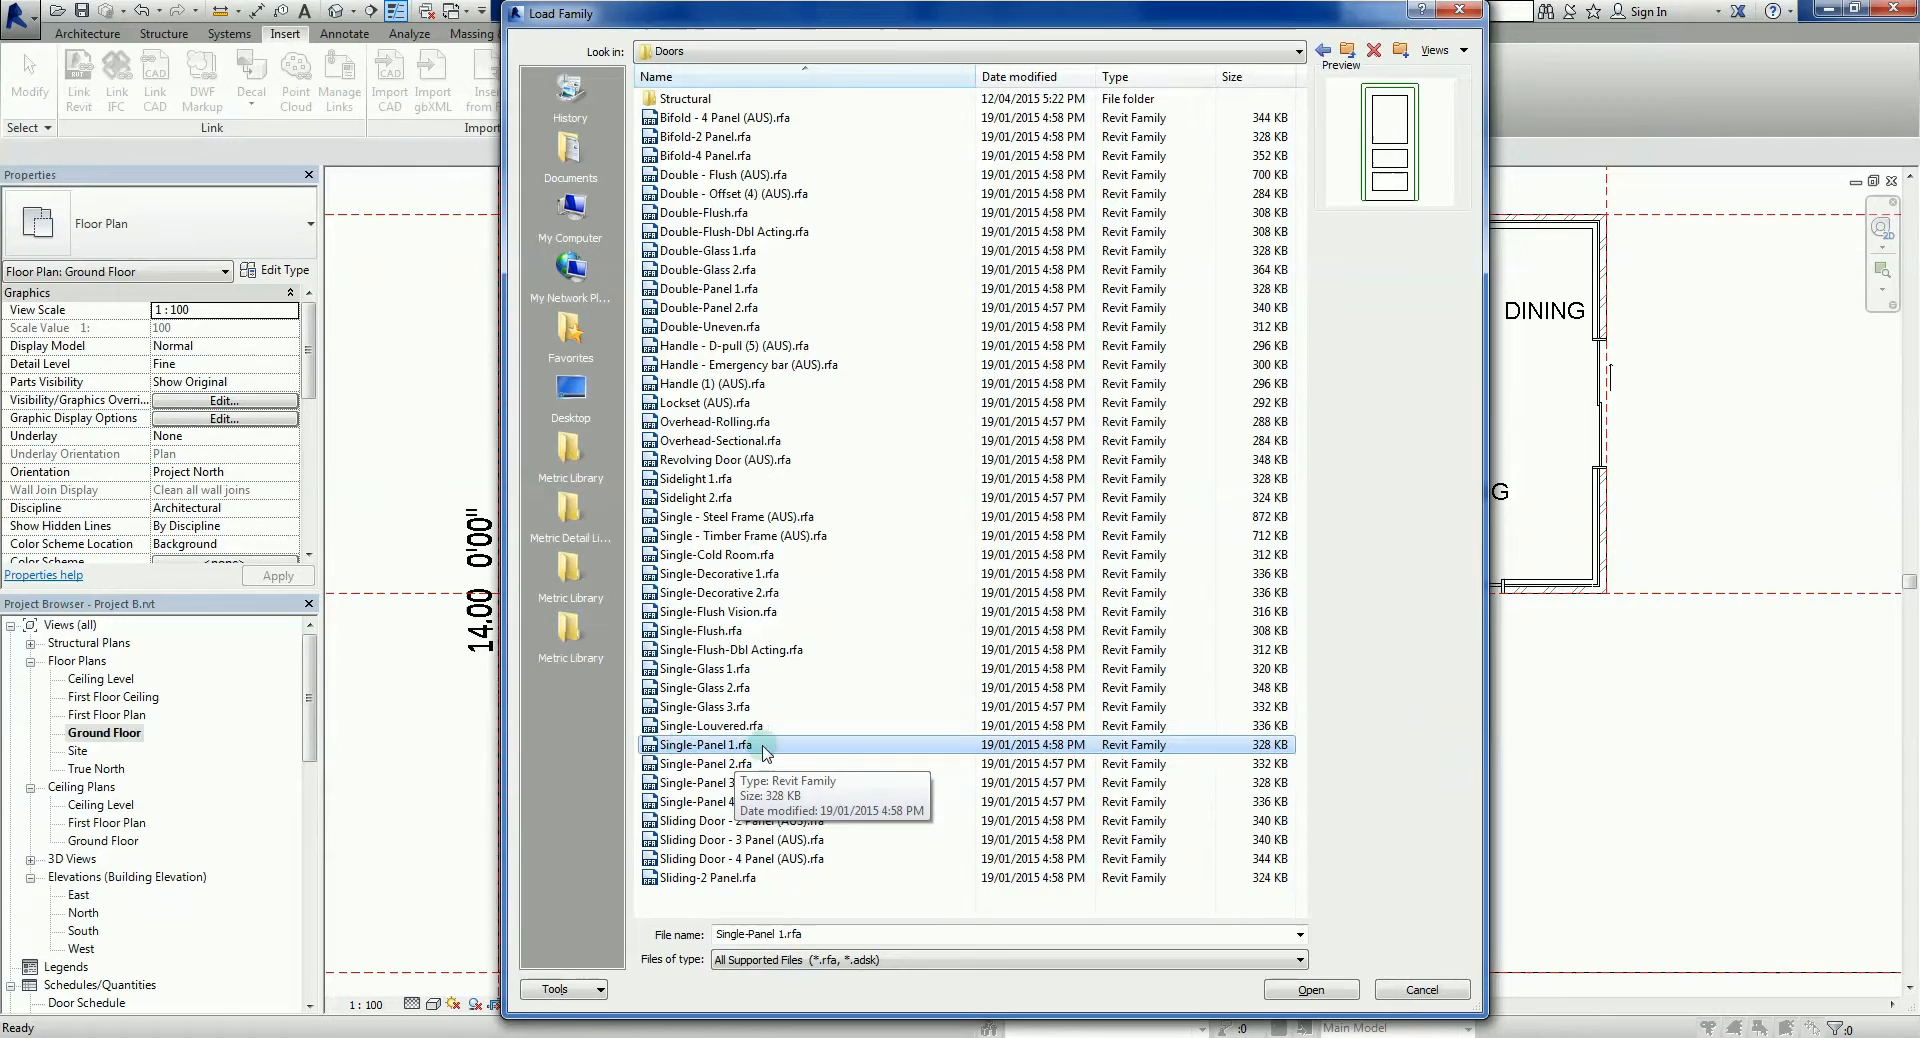 Load Family
Sign In
Architecture Structure Systems Insert Annotate Analyze Massing &
Modify
Link Revit
Link IFC
Link CAD
DWF Markup
Decal
Point Cloud
Manage Links
Import CAD
Import gbXML
Select
Link
Import
Properties
Floor Plan
Floor Plan: Ground Floor
Edit Type
Graphics
View Scale 1 : 100
Scale Value 1: 100
Display Model Normal
Detail Level Fine
Parts Visibility Show Original
Visibility/Graphics Overri... Edit...
Graphic Display Options Edit...
Underlay None
Underlay Orientation Plan
Orientation Project North
Wall Join Display Clean all wall joins
Discipline Architectural
Show Hidden Lines By Discipline
Color Scheme Location Background
Color Scheme <none>
Properties help
Apply
Project Browser - Project B.rvt
Views (all)
Structural Plans
Floor Plans
Ceiling Level
First Floor Ceiling
First Floor Plan
Ground Floor
Site
True North
Ceiling Plans
Ceiling Level
First Floor Plan
Ground Floor
3D Views
Elevations (Building Elevation)
East
North
South
West
Legends
Schedules/Quantities
Door Schedule
Ready
14.00 0'00"
1 : 100
Look in: Doors
Views
Preview
History
Documents
My Computer
My Network Pl...
Favorites
Desktop
Metric Library
Metric Detail Li...
Metric Library
Metric Library
Name Date modified Type Size
Structural 12/04/2015 5:22 PM File folder
Bifold - 4 Panel (AUS).rfa 19/01/2015 4:58 PM Revit Family 344 KB
Bifold-2 Panel.rfa 19/01/2015 4:58 PM Revit Family 328 KB
Bifold-4 Panel.rfa 19/01/2015 4:58 PM Revit Family 352 KB
Double - Flush (AUS).rfa 19/01/2015 4:58 PM Revit Family 700 KB
Double - Offset (4) (AUS).rfa 19/01/2015 4:58 PM Revit Family 284 KB
Double-Flush.rfa 19/01/2015 4:58 PM Revit Family 308 KB
Double-Flush-Dbl Acting.rfa 19/01/2015 4:58 PM Revit Family 308 KB
Double-Glass 1.rfa 19/01/2015 4:58 PM Revit Family 328 KB
Double-Glass 2.rfa 19/01/2015 4:58 PM Revit Family 364 KB
Double-Panel 1.rfa 19/01/2015 4:58 PM Revit Family 328 KB
Double-Panel 2.rfa 19/01/2015 4:57 PM Revit Family 340 KB
Double-Uneven.rfa 19/01/2015 4:58 PM Revit Family 312 KB
Handle - D-pull (5) (AUS).rfa 19/01/2015 4:58 PM Revit Family 296 KB
Handle - Emergency bar (AUS).rfa 19/01/2015 4:58 PM Revit Family 300 KB
Handle (1) (AUS).rfa 19/01/2015 4:58 PM Revit Family 296 KB
Lockset (AUS).rfa 19/01/2015 4:58 PM Revit Family 292 KB
Overhead-Rolling.rfa 19/01/2015 4:57 PM Revit Family 288 KB
Overhead-Sectional.rfa 19/01/2015 4:58 PM Revit Family 284 KB
Revolving Door (AUS).rfa 19/01/2015 4:58 PM Revit Family 348 KB
Sidelight 1.rfa 19/01/2015 4:58 PM Revit Family 328 KB
Sidelight 2.rfa 19/01/2015 4:57 PM Revit Family 324 KB
Single - Steel Frame (AUS).rfa 19/01/2015 4:58 PM Revit Family 872 KB
Single - Timber Frame (AUS).rfa 19/01/2015 4:58 PM Revit Family 712 KB
Single-Cold Room.rfa 19/01/2015 4:58 PM Revit Family 312 KB
Single-Decorative 1.rfa 19/01/2015 4:58 PM Revit Family 336 KB
Single-Decorative 2.rfa 19/01/2015 4:58 PM Revit Family 336 KB
Single-Flush Vision.rfa 19/01/2015 4:58 PM Revit Family 316 KB
Single-Flush.rfa 19/01/2015 4:58 PM Revit Family 308 KB
Single-Flush-Dbl Acting.rfa 19/01/2015 4:57 PM Revit Family 312 KB
Single-Glass 1.rfa 19/01/2015 4:58 PM Revit Family 320 KB
Single-Glass 2.rfa 19/01/2015 4:58 PM Revit Family 348 KB
Single-Glass 3.rfa 19/01/2015 4:57 PM Revit Family 332 KB
Single-Louvered.rfa 19/01/2015 4:58 PM Revit Family 336 KB
Single-Panel 1.rfa 19/01/2015 4:58 PM Revit Family 328 KB
Single-Panel 2.rfa 19/01/2015 4:57 PM Revit Family 332 KB
Single-Panel 3 19/01/2015 4:57 PM Revit Family 328 KB
Single-Panel 4 19/01/2015 4:57 PM Revit Family 336 KB
Sliding Door - 2 Panel (AUS).rfa 19/01/2015 4:58 PM Revit Family 340 KB
Sliding Door - 3 Panel (AUS).rfa 19/01/2015 4:58 PM Revit Family 340 KB
Sliding Door - 4 Panel (AUS).rfa 19/01/2015 4:58 PM Revit Family 344 KB
Sliding-2 Panel.rfa 19/01/2015 4:58 PM Revit Family 324 KB
Type: Revit Family
Size: 328 KB
Date modified: 19/01/2015 4:58 PM
File name: Single-Panel 1.rfa
Files of type: All Supported Files (*.rfa, *.adsk)
Tools
Open
Cancel
DINING
G
:0
Main Model
:0